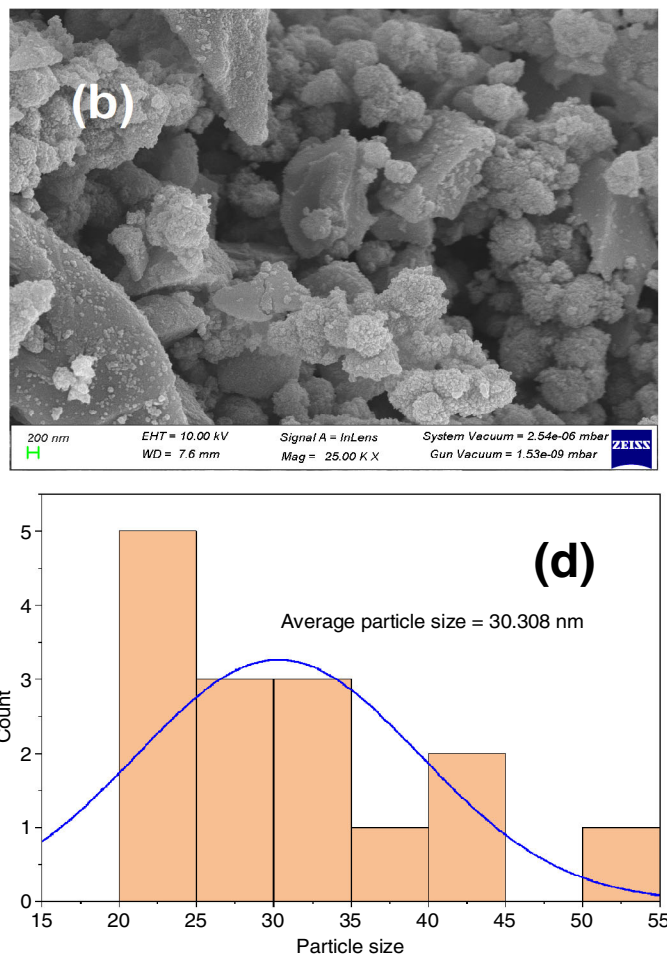 (b)
200 nm
EHT = 10.00 kV
Signal A = InLens
System Vacuum = 2.54e-06 mbar
WD = 7.6 mm
Mag = 25.00 K X
Gun Vacuum = 1.53e-09 mbar
ZEISS
(d)
Average particle size = 30.308 nm
Count
5
4
3
2
1
0
15 20 25 30 35 40 45 50 55
Particle size